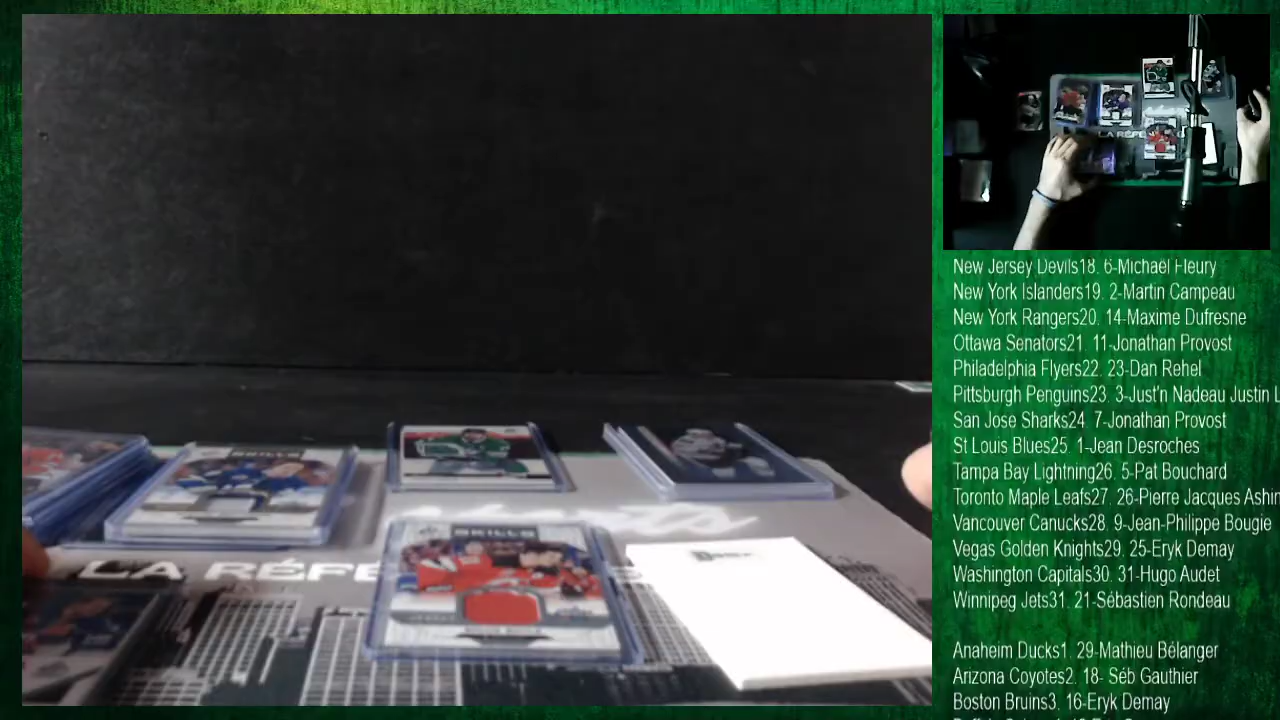 New Jersey Devils18. 6-Michaël Fleury
New York Islanders19. 2-Martin Campeau
New York Rangers20. 14-Maxime Dufresne
Ottawa Senators21. 11-Jonathan Provost
Philadelphia Flyers22. 23-Dan Rehel
Pittsburgh Penguins23. 3-Just'n Nadeau Justin L
San Jose Sharks24. 7-Jonathan Provost
St Louis Blues25. 1-Jean Desroches
Tampa Bay Lightning26. 5-Pat Bouchard
Toronto Maple Leafs27. 26-Pierre Jacques Ashin
Vancouver Canucks28. 9-Jean-Philippe Bougie
Vegas Golden Knights29. 25-Eryk Demay
Washington Capitals30. 31-Hugo Audet
Winnipeg Jets31. 21-Sébastien Rondeau
Anaheim Ducks1. 29-Mathieu Bélanger
Arizona Coyotes2. 18- Séb Gauthier
Boston Bruins3. 16-Eryk Demay
SKILLS
LA RÉFÉ
SKILLS
LA RÉFE